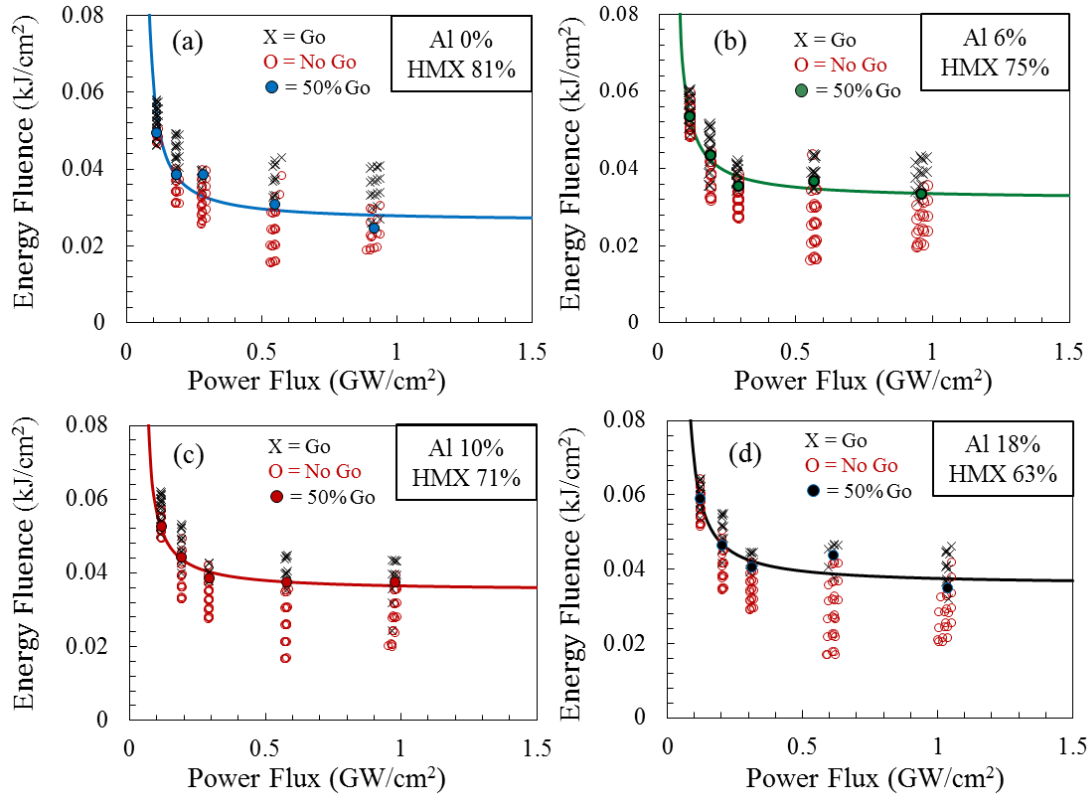 (a)
X = Go
O = No Go
= 50%Go
Al 0%
HMX 81%
Energy Fluence (kJ/cm²)
0.08
0.06
0.04
0.02
0
0
0.5
1
1.5
Power Flux (GW/cm²)
(b)
X = Go
O = No Go
= 50%Go
Al 6%
HMX 75%
Energy Fluence (kJ/cm²)
0.08
0.06
0.04
0.02
0
0
0.5
1
1.5
Power Flux (GW/cm²)
(c)
X = Go
O = No Go
= 50%Go
Al 10%
HMX 71%
Energy Fluence (kJ/cm²)
0.08
0.06
0.04
0.02
0
0
0.5
1
1.5
Power Flux (GW/cm²)
(d)
X = Go
O = No Go
= 50%Go
Al 18%
HMX 63%
Energy Fluence (kJ/cm²)
0.08
0.06
0.04
0.02
0
0
0.5
1
1.5
Power Flux (GW/cm²)